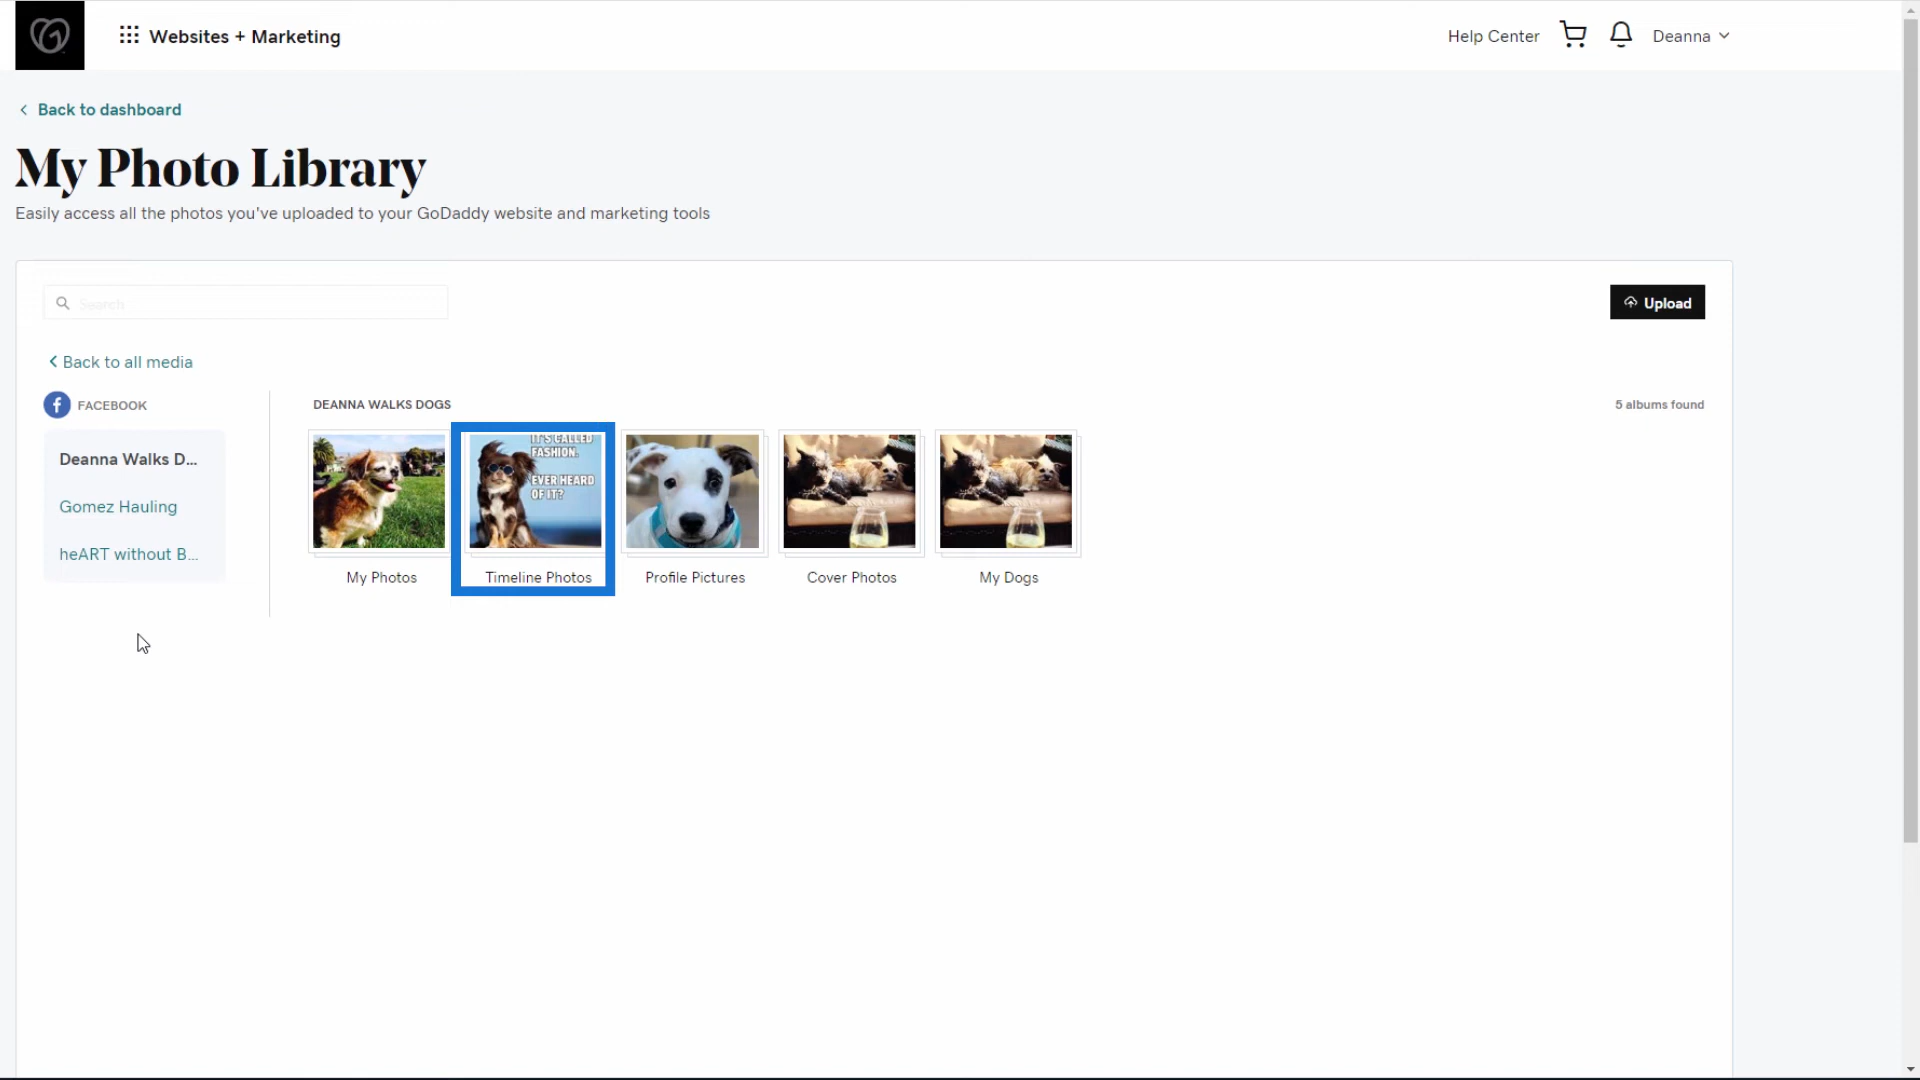 Websites + Marketing
Help Center
Deanna
Back to dashboard
My Photo Library
Easily access all the photos you've uploaded to your GoDaddy website and marketing tools
Search
Upload
Back to all media
FACEBOOK
Deanna Walks D...
Gomez Hauling
heART without B...
DEANNA WALKS DOGS
5 albums found
IT'S CALLED
FASHION.
EVER HEARD
OF IT?
My Photos
Timeline Photos
Profile Pictures
Cover Photos
My Dogs